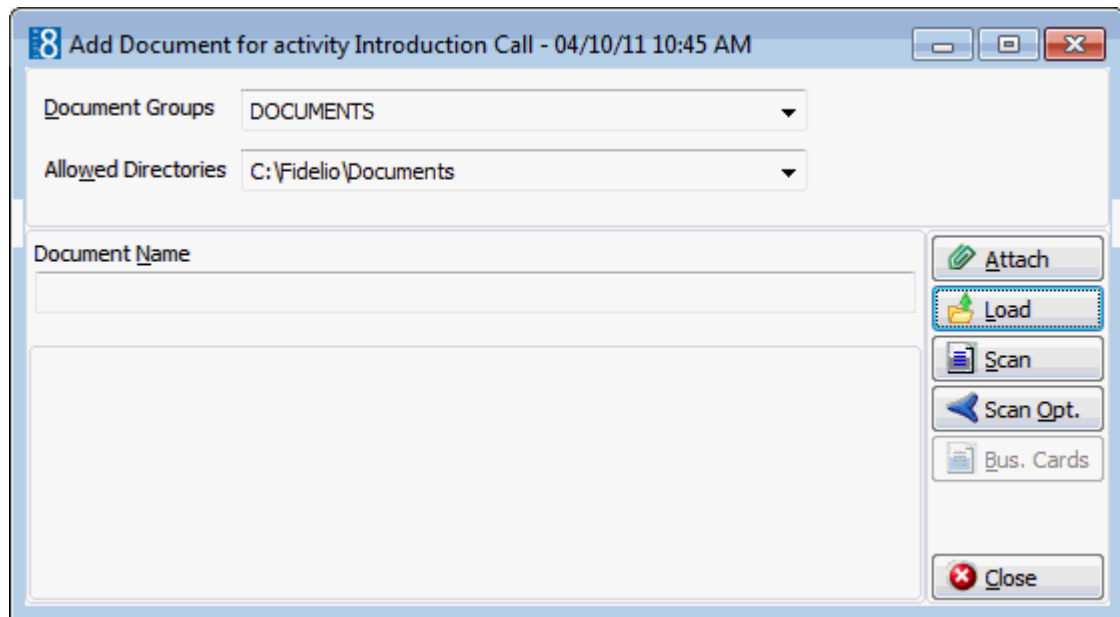 8 Add Document for activity Introduction Call - 04/10/11 10:45 AM
Document Groups DOCUMENTS
Allowed Directories C:\Fidelio\Documents
Document Name
Attach
Load
Scan
Scan Opt.
Bus. Cards
Close